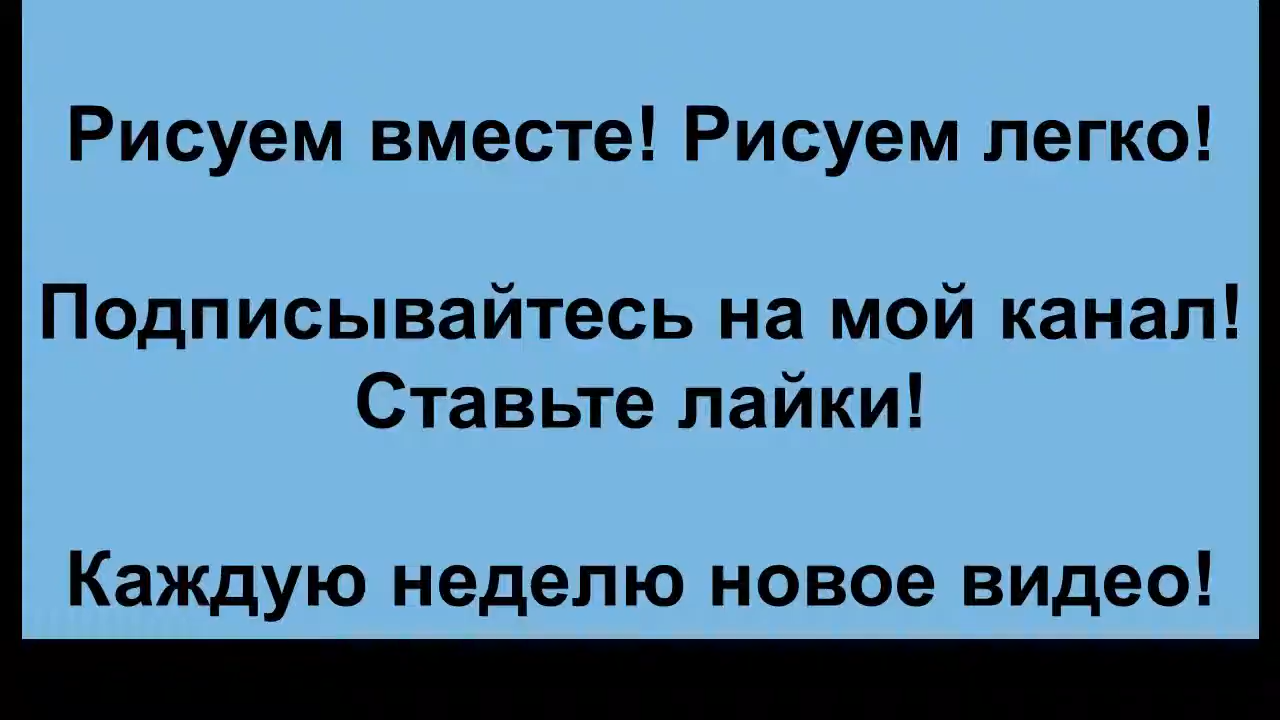 Рисуем вместе! Рисуем легко!
Подписывайтесь на мой канал!
Ставьте лайки!
Каждую неделю новое видео!